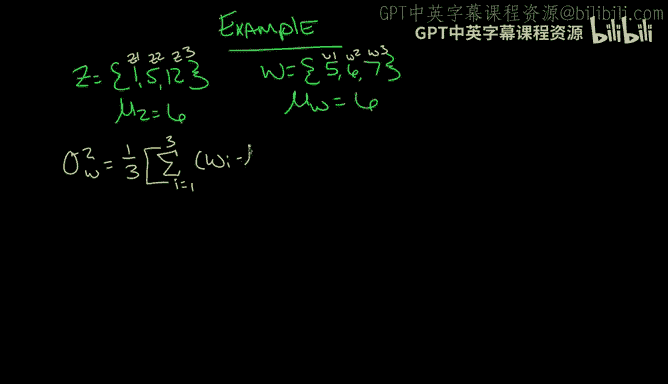 GPT中英字幕课程资源@bilibili.com
GPT中英字幕课程资源 bilibili
EXAMPLE
z1 z2 z3
Z = {1, 5, 12}
w1 w2 w3
W = {5, 6, 7}
μz = 6
μw = 6
σ²w = 1/3 [ 3 Σ i=1 (wi -